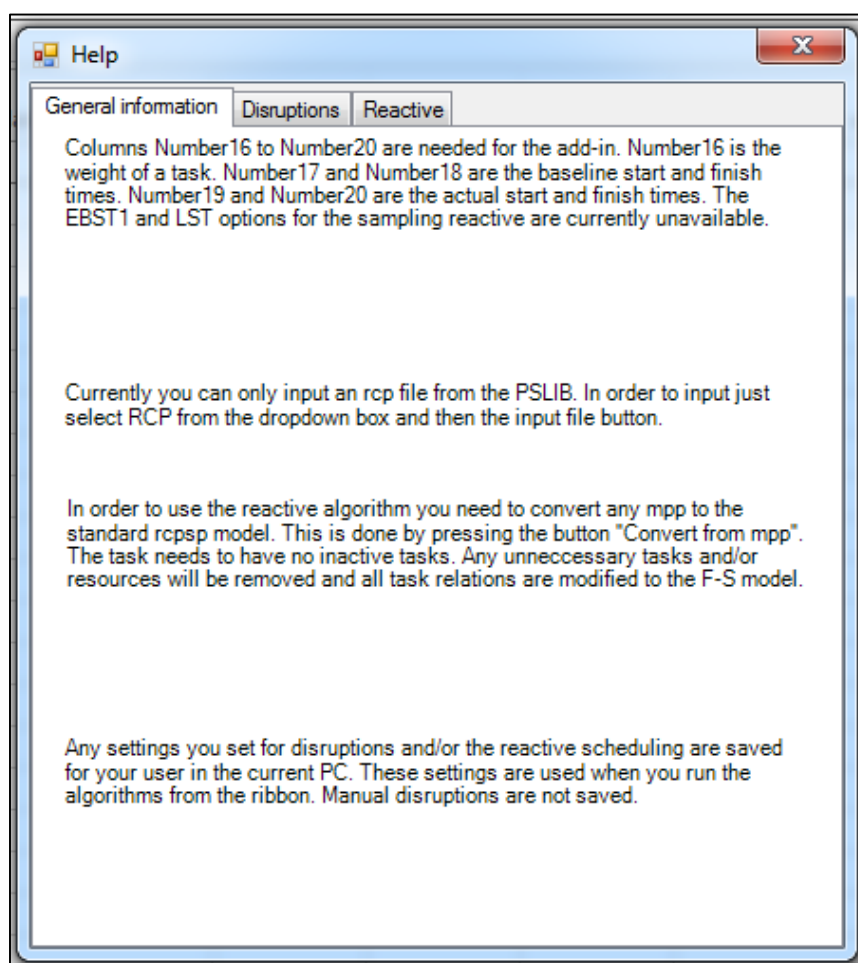 Help
General information
Disruptions
Reactive
Columns Number16 to Number20 are needed for the add-in. Number16 is the
weight of a task. Number17 and Number18 are the baseline start and finish
times. Number19 and Number20 are the actual start and finish times. The
EBST1 and LST options for the sampling reactive are currently unavailable.
Currently you can only input an rcp file from the PSLIB. In order to input just
select RCP from the dropdown box and then the input file button.
In order to use the reactive algorithm you need to convert any mpp to the
standard rcpsp model. This is done by pressing the button "Convert from mpp".
The task needs to have no inactive tasks. Any unneccessary tasks and/or
resources will be removed and all task relations are modified to the F-S model.
Any settings you set for disruptions and/or the reactive scheduling are saved
for your user in the current PC. These settings are used when you run the
algorithms from the ribbon. Manual disruptions are not saved.